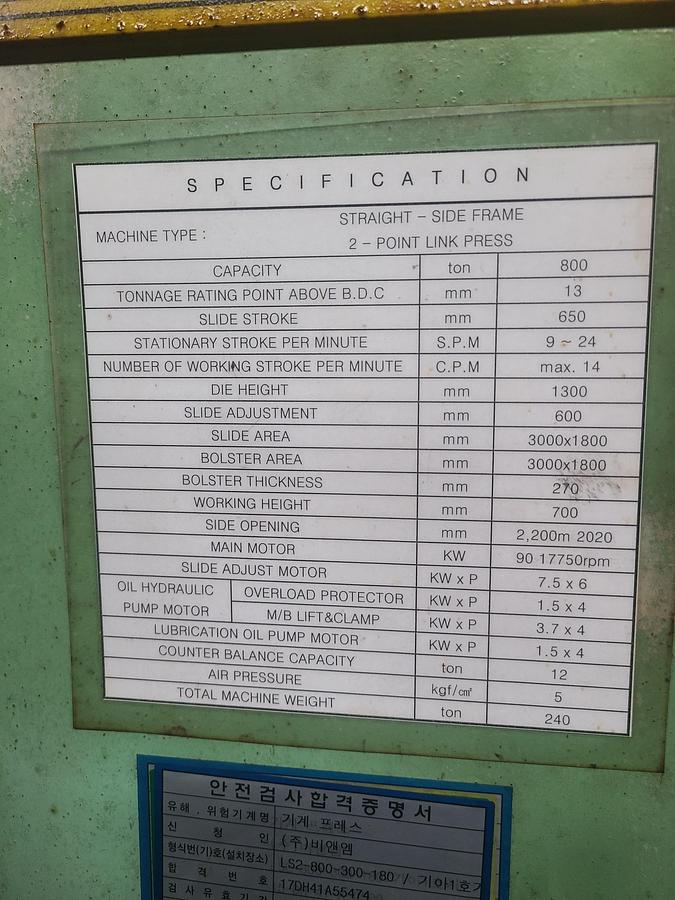 SPECIFICATION
MACHINE TYPE : STRAIGHT - SIDE FRAME
2 - POINT LINK PRESS
CAPACITY ton 800
TONNAGE RATING POINT ABOVE B.D.C mm 13
SLIDE STROKE mm 650
STATIONARY STROKE PER MINUTE S.P.M 9 ~ 24
NUMBER OF WORKING STROKE PER MINUTE C.P.M max. 14
DIE HEIGHT mm 1300
SLIDE ADJUSTMENT mm 600
SLIDE AREA mm 3000x1800
BOLSTER AREA mm 3000x1800
BOLSTER THICKNESS mm 270
WORKING HEIGHT mm 700
SIDE OPENING mm 2,200m 2020
MAIN MOTOR KW 90 17750rpm
SLIDE ADJUST MOTOR KW x P 7.5 x 6
OIL HYDRAULIC PUMP MOTOR OVERLOAD PROTECTOR KW x P 1.5 x 4
M/B LIFT&CLAMP KW x P 3.7 x 4
LUBRICATION OIL PUMP MOTOR KW x P 1.5 x 4
COUNTER BALANCE CAPACITY ton 12
AIR PRESSURE kgf/㎠ 5
TOTAL MACHINE WEIGHT ton 240
안전검사합격증명서
유해·위험기계명 기계 프레스
신청인 (주)비앤엠
형식번(기)호(설치장소) LS2-800-300-180 / 기아1호기
합격번호 17DH41A55474
검사유효기간